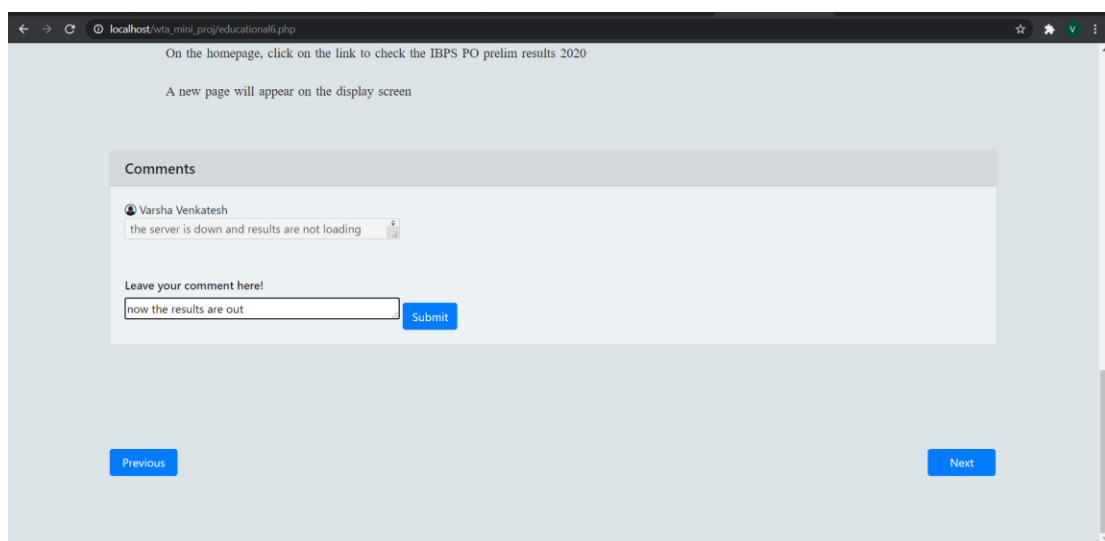 localhost/wta_mini_proj/educational6.php
V
On the homepage, click on the link to check the IBPS PO prelim results 2020
A new page will appear on the display screen
Comments
Varsha Venkatesh
the server is down and results are not loading
Leave your comment here!
now the results are out
Submit
Previous
Next